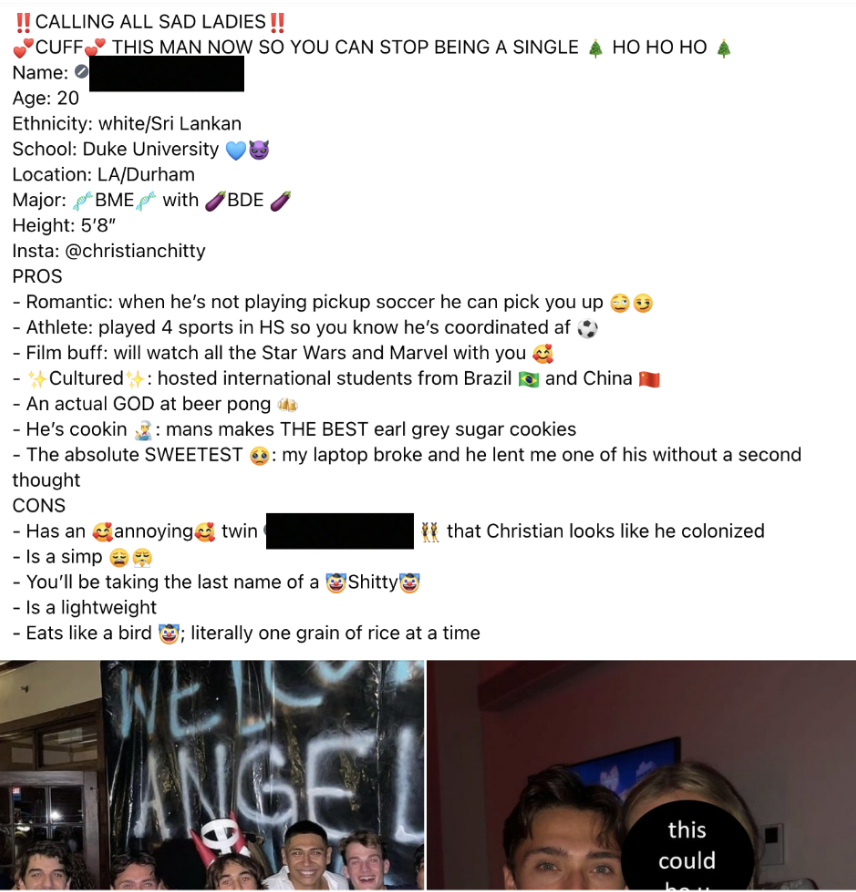 ‼️CALLING ALL SAD LADIES‼️
💕CUFF💕 THIS MAN NOW SO YOU CAN STOP BEING A SINGLE 🎄 HO HO HO 🎄
Name:
Age: 20
Ethnicity: white/Sri Lankan
School: Duke University 💙😈
Location: LA/Durham
Major: 🧬BME🧬 with 🍆BDE 🍆
Height: 5’8”
Insta: @christianchitty
PROS
- Romantic: when he’s not playing pickup soccer he can pick you up 🙄😏
- Athlete: played 4 sports in HS so you know he’s coordinated af ⚽
- Film buff: will watch all the Star Wars and Marvel with you 🥰
- ✨Cultured✨: hosted international students from Brazil 🇧🇷 and China 🇨🇳
- An actual GOD at beer pong 🍻
- He’s cookin 👨‍🍳: mans makes THE BEST earl grey sugar cookies
- The absolute SWEETEST 🥺: my laptop broke and he lent me one of his without a second
thought
CONS
- Has an 🥰annoying🥰 twin 👯 that Christian looks like he colonized
- Is a simp 😩😤
- You’ll be taking the last name of a 🤡Shitty🤡
- Is a lightweight
- Eats like a bird 🤡; literally one grain of rice at a time
this
could